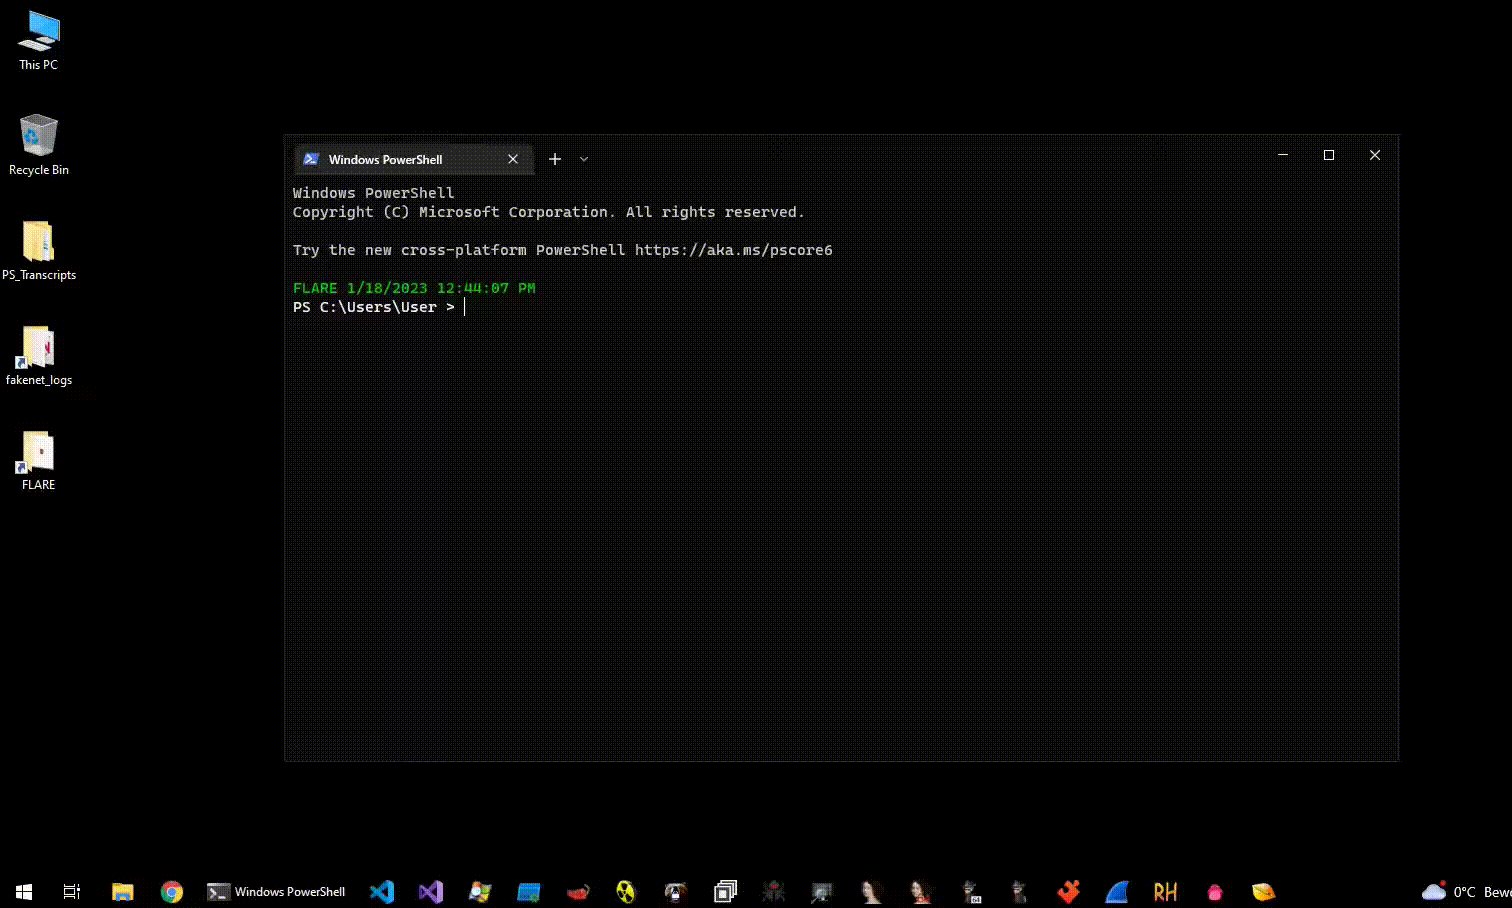 This PC
Recycle Bin
PS_Transcripts
fakenet_logs
FLARE
Windows PowerShell
Windows PowerShell
Copyright (C) Microsoft Corporation. All rights reserved.
Try the new cross-platform PowerShell https://aka.ms/pscore6
FLARE 1/18/2023 12:44:07 PM
PS C:\Users\User >
Windows PowerShell
64
RH
0°C Bew